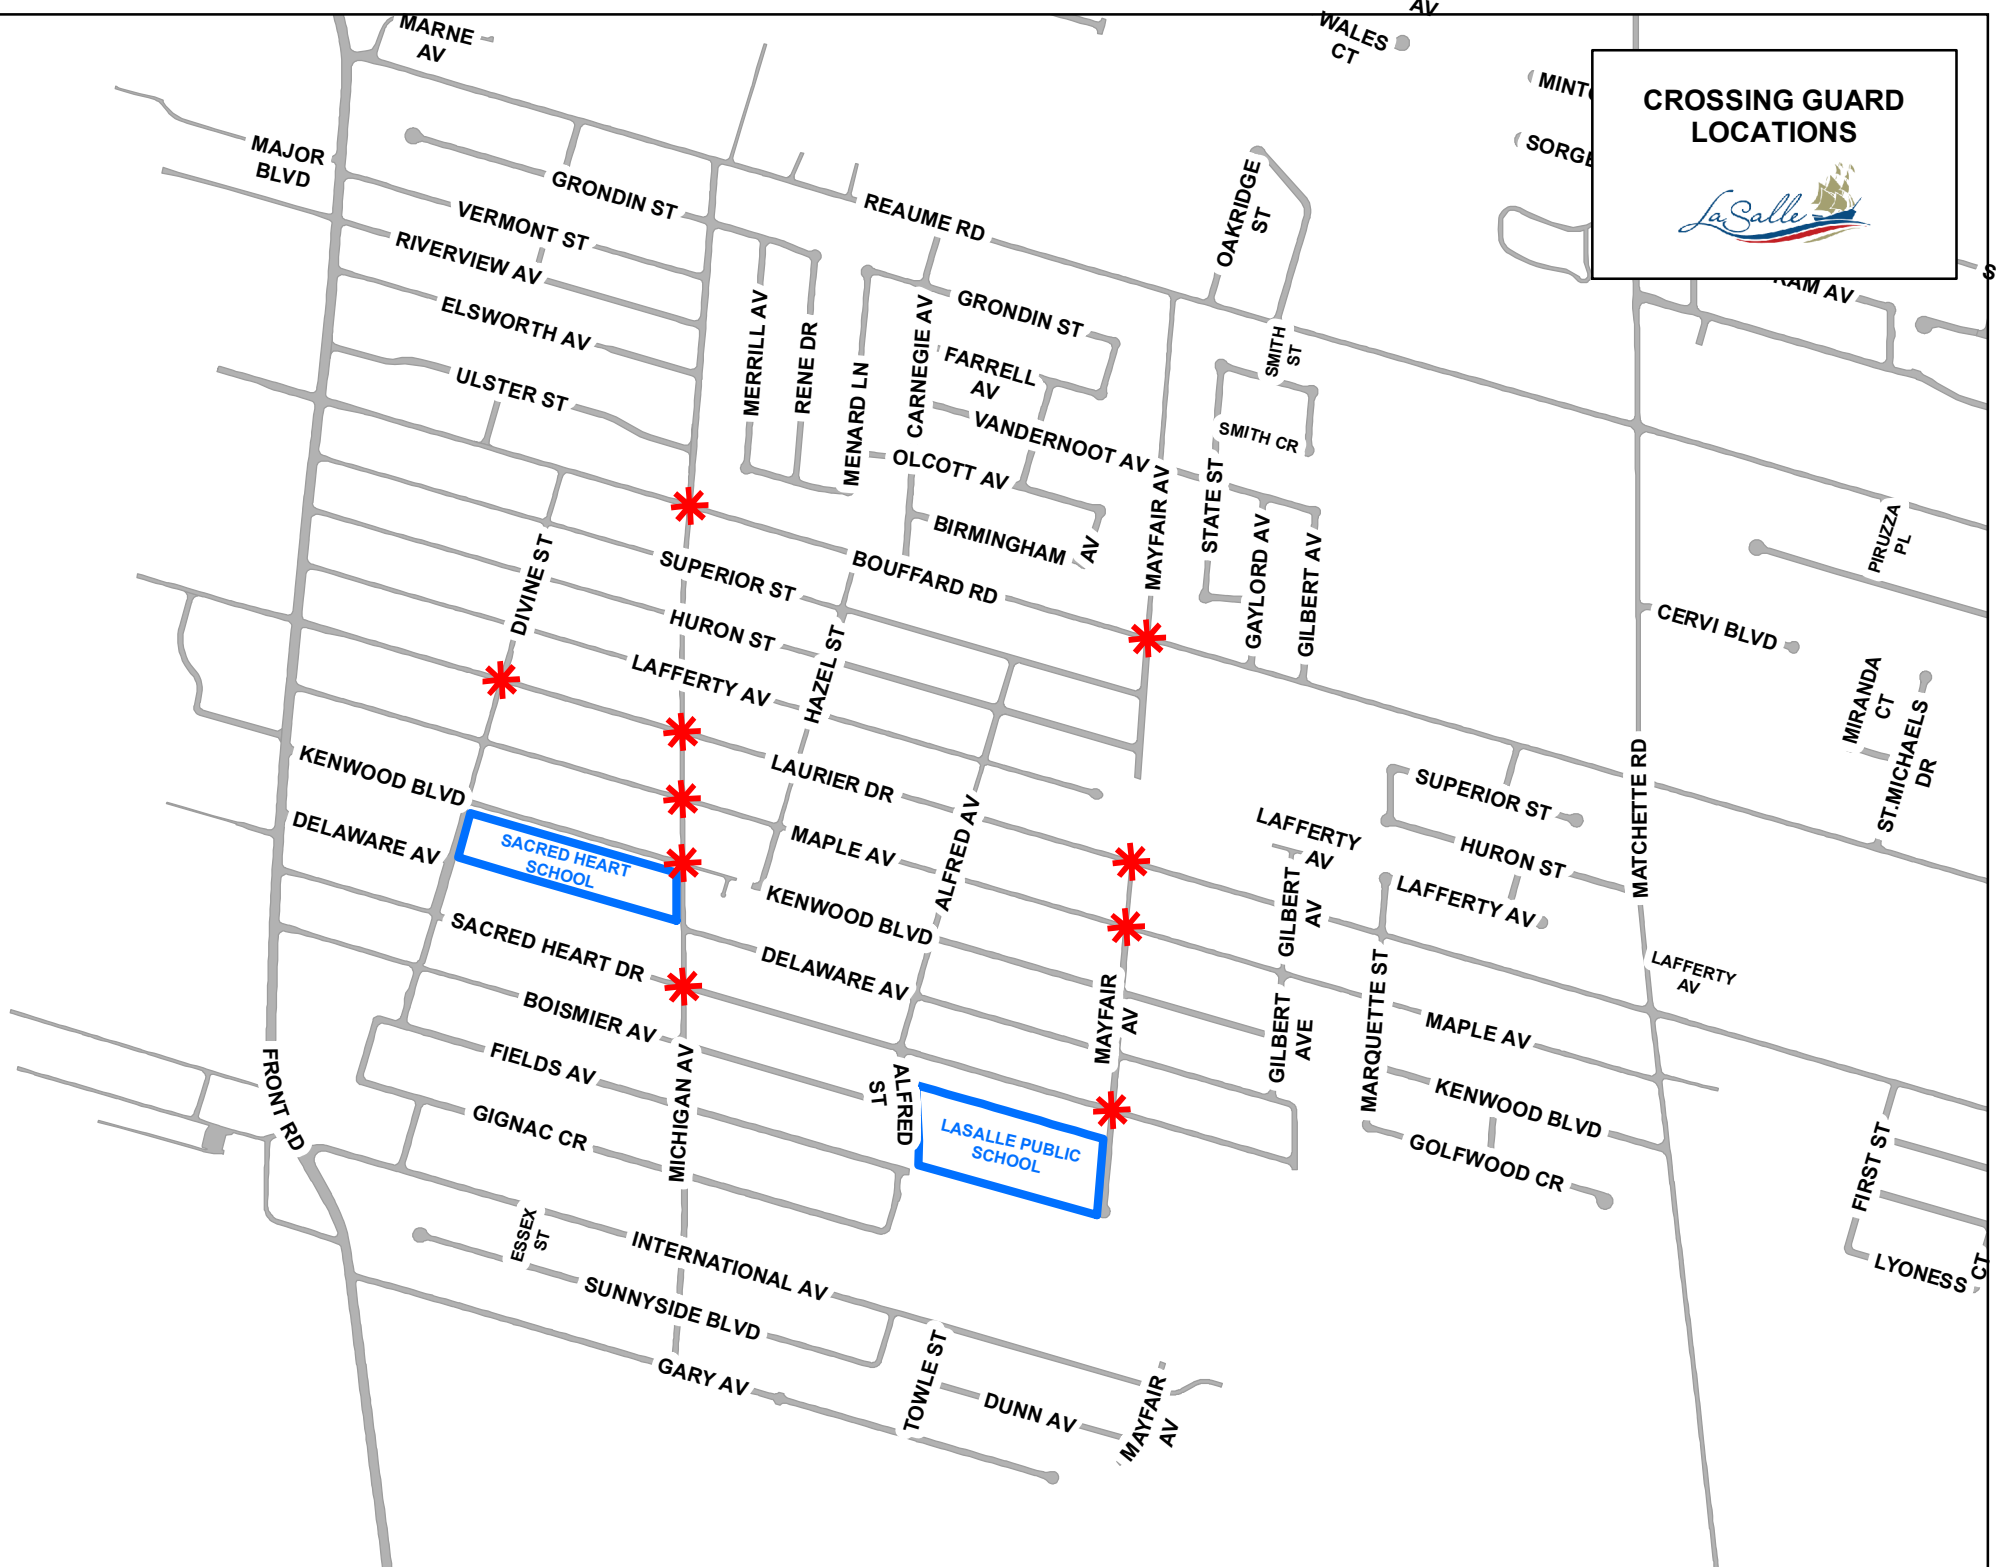 AV
MARNE
AV
WALES
CT
MINTO
CROSSING GUARD
LOCATIONS
LaSalle
SORGE
MAJOR
BLVD
GRONDIN ST
VERMONT ST
RIVERVIEW AV
REAUME RD
OAKRIDGE
ST
S
RAM AV
ELSWORTH AV
MERRILL AV
RENE DR
MENARD LN
CARNEGIE AV
GRONDIN ST
FARRELL
AV
SMITH
ST
ULSTER ST
VANDERNOOT AV
SMITH CR
OLCOTT AV
MAYFAIR AV
STATE ST
GAYLORD AV
GILBERT AV
BIRMINGHAM
AV
PIRUZZA
PL
DIVINE ST
SUPERIOR ST
BOUFFARD RD
HURON ST
CERVI BLVD
LAFFERTY AV
HAZEL ST
MIRANDA
CT
ST.MICHAELS
DR
KENWOOD BLVD
LAURIER DR
SUPERIOR ST
MATCHETTE RD
DELAWARE AV
SACRED HEART
SCHOOL
MAPLE AV
ALFRED AV
LAFFERTY
AV
HURON ST
GILBERT
AV
LAFFERTY AV
KENWOOD BLVD
SACRED HEART DR
DELAWARE AV
LAFFERTY
AV
BOISMIER AV
MAYFAIR
AV
GILBERT
AVE
MARQUETTE ST
MAPLE AV
FRONT RD
FIELDS AV
MICHIGAN AV
ALFRED
ST
KENWOOD BLVD
GIGNAC CR
LASALLE PUBLIC
SCHOOL
GOLFWOOD CR
FIRST ST
ESSEX
ST
INTERNATIONAL AV
LYONESS
CT
SUNNYSIDE BLVD
GARY AV
TOWLE ST
DUNN AV
MAYFAIR
AV